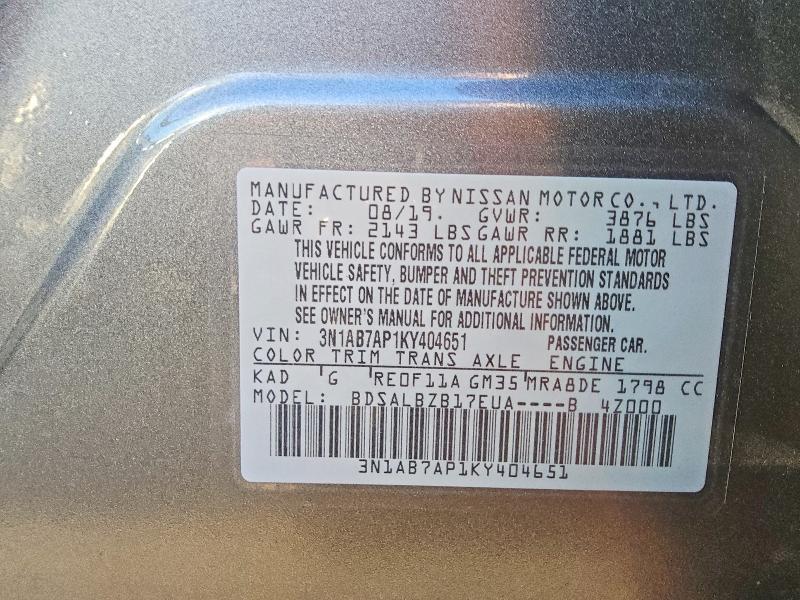 MANUFACTURED BY NISSAN MOTOR CO., LTD.
DATE: 08/19. GVWR: 3876 LBS
GAWR FR: 2143 LBS GAWR RR: 1881 LBS
THIS VEHICLE CONFORMS TO ALL APPLICABLE FEDERAL MOTOR
VEHICLE SAFETY, BUMPER AND THEFT PREVENTION STANDARDS
IN EFFECT ON THE DATE OF MANUFACTURE SHOWN ABOVE.
SEE OWNER'S MANUAL FOR ADDITIONAL INFORMATION.
VIN: 3N1AB7AP1KY404651 PASSENGER CAR.
COLOR TRIM TRANS AXLE ENGINE
KAD G RE0F11A GM35 MRA8DE 1798 CC
MODEL: BDSALBZB17EUA----B 4Z000
3N1AB7AP1KY404651